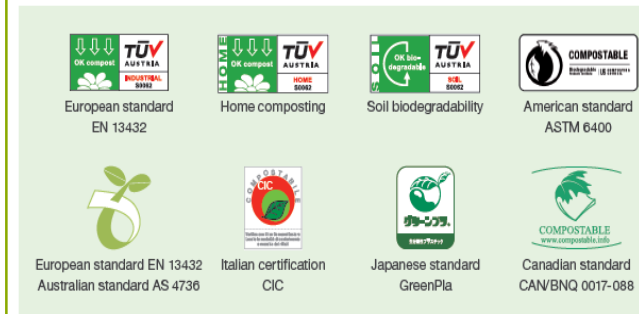 OK compost
TÜV
AUSTRIA
INDUSTRIAL
S0062
European standard
EN 13432
HOME
OK compost
TÜV
AUSTRIA
HOME
S0062
Home composting
SOIL
OK bio-
degradable
TÜV
AUSTRIA
SOIL
S0062
Soil biodegradability
COMPOSTABLE
American standard
ASTM 6400
European standard EN 13432
Australian standard AS 4736
COMPOSTABILE
CIC
Italian certification
CIC
グリーンプラ®
Japanese standard
GreenPla
COMPOSTABLE
www.compostable.info
Canadian standard
CAN/BNQ 0017-088